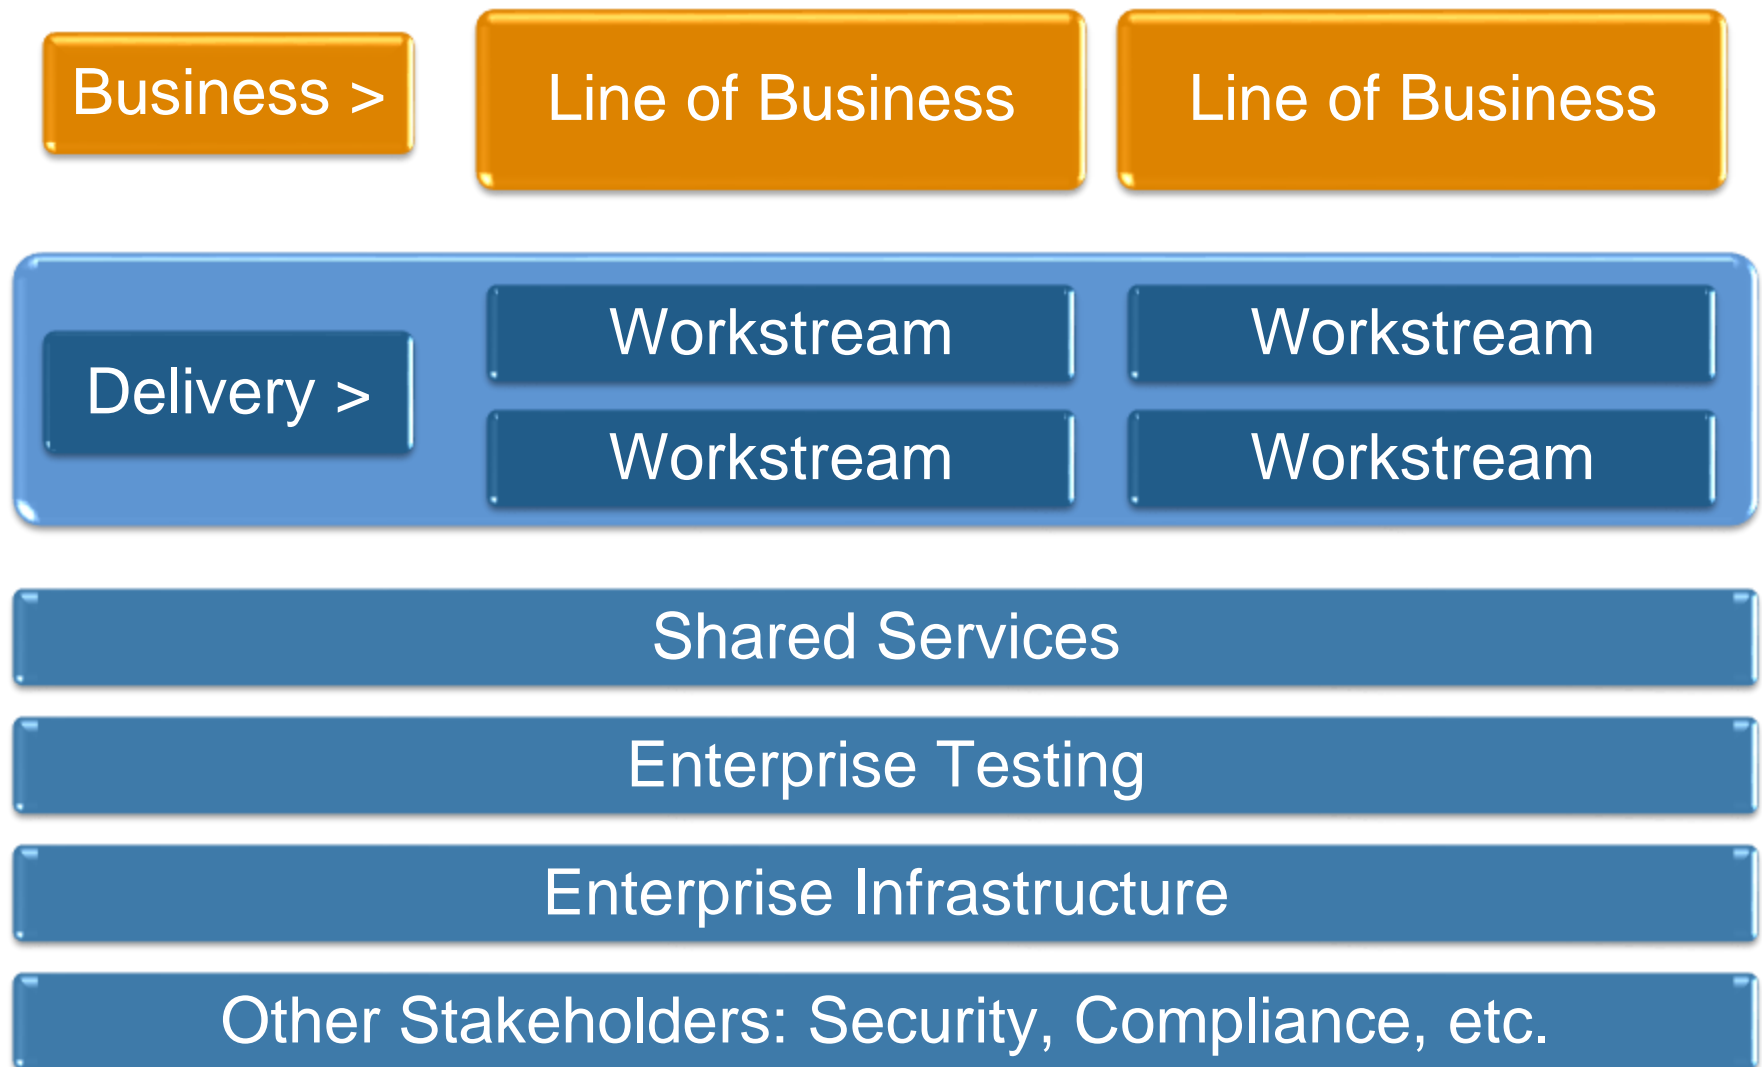 Business >
Line of Business
Line of Business
Delivery >
Workstream
Workstream
Workstream
Workstream
Shared Services
Enterprise Testing
Enterprise Infrastructure
Other Stakeholders: Security, Compliance, etc.